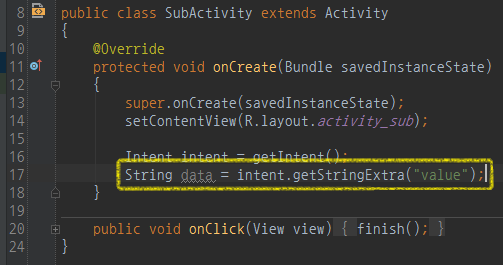 8 public class SubActivity extends Activity
9 {
10 @Override
11 protected void onCreate(Bundle savedInstanceState)
12 {
13 super.onCreate(savedInstanceState);
14 setContentView(R.layout.activity_sub);
15
16 Intent intent = getIntent();
17 String data = intent.getStringExtra("value");
18 }
19
20 public void onClick(View view) { finish(); }
24 }